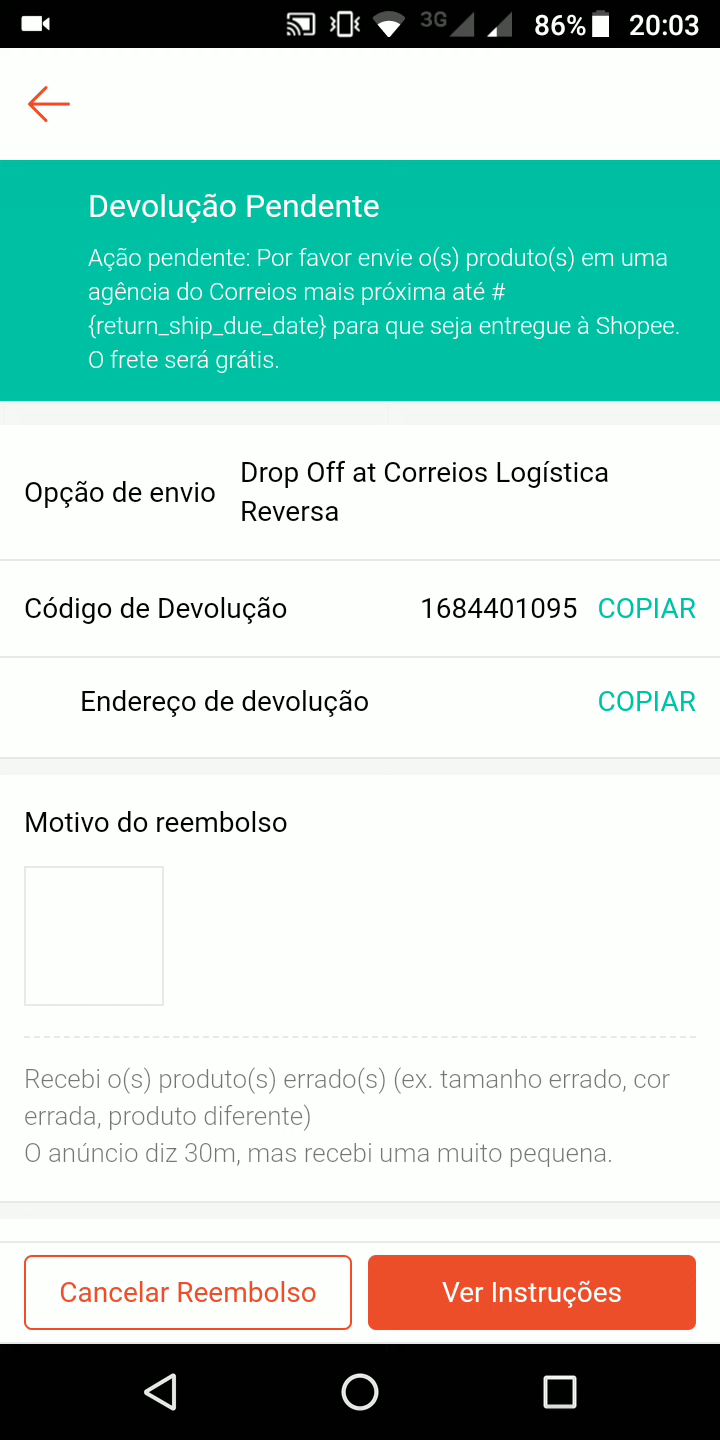 3G 86% 20:03
Devolução Pendente
Ação pendente: Por favor envie o(s) produto(s) em uma
agência do Correios mais próxima até #
{return_ship_due_date} para que seja entregue à Shopee.
O frete será grátis.
Opção de envio
Drop Off at Correios Logística
Reversa
Código de Devolução 1684401095 COPIAR
Endereço de devolução COPIAR
Motivo do reembolso
Recebi o(s) produto(s) errado(s) (ex. tamanho errado, cor
errada, produto diferente)
O anúncio diz 30m, mas recebi uma muito pequena.
Cancelar Reembolso Ver Instruções